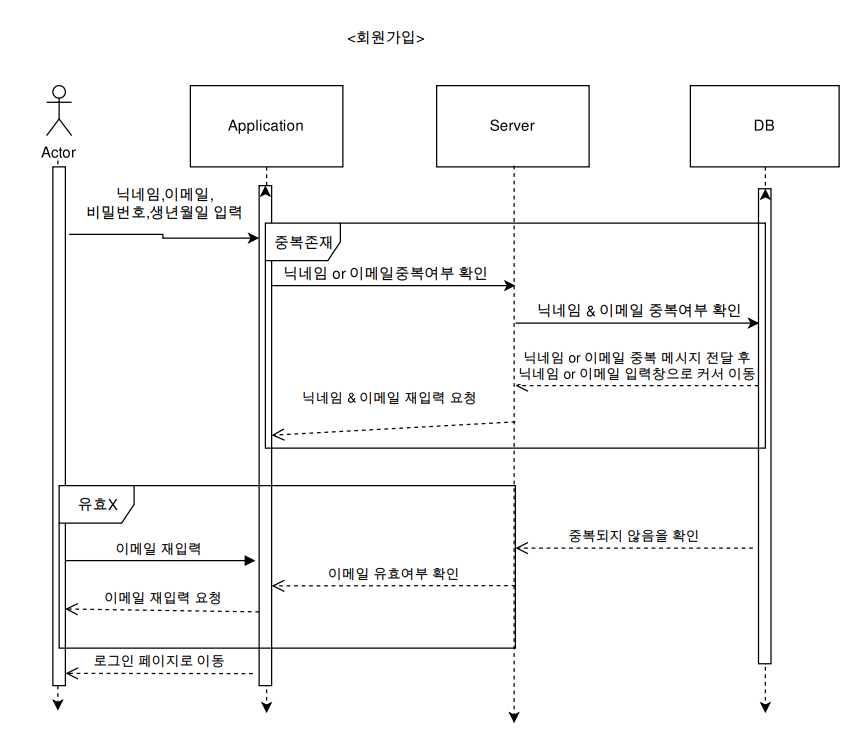 <회원가입>
Actor
Application
Server
DB
닉네임,이메일,
비밀번호,생년월일 입력
중복존재
닉네임 or 이메일중복여부 확인
닉네임 & 이메일 중복여부 확인
닉네임 or 이메일 중복 메시지 전달 후
닉네임 or 이메일 입력창으로 커서 이동
닉네임 & 이메일 재입력 요청
유효X
중복되지 않음을 확인
이메일 재입력
이메일 유효여부 확인
이메일 재입력 요청
로그인 페이지로 이동